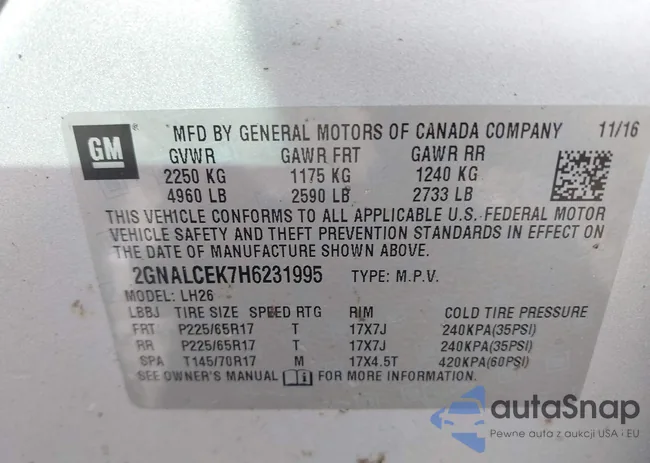 GM
MFD BY GENERAL MOTORS OF CANADA COMPANY 11/16
GVWR GAWR FRT GAWR RR
2250 KG 1175 KG 1240 KG
4960 LB 2590 LB 2733 LB
THIS VEHICLE CONFORMS TO ALL APPLICABLE U.S. FEDERAL MOTOR
VEHICLE SAFETY AND THEFT PREVENTION STANDARDS IN EFFECT ON
THE DATE OF MANUFACTURE SHOWN ABOVE.
2GNALCEK7H6231995 TYPE: M.P.V.
MODEL: LH26
LBBJ TIRE SIZE SPEED RTG RIM COLD TIRE PRESSURE
FRT P225/65R17 T 17X7J 240KPA(35PSI)
RR P225/65R17 T 17X7J 240KPA(35PSI)
SPA T145/70R17 M 17X4.5T 420KPA(60PSI)
SEE OWNER'S MANUAL FOR MORE INFORMATION.
autaSnap
Pewne auta z aukcji USA i EU